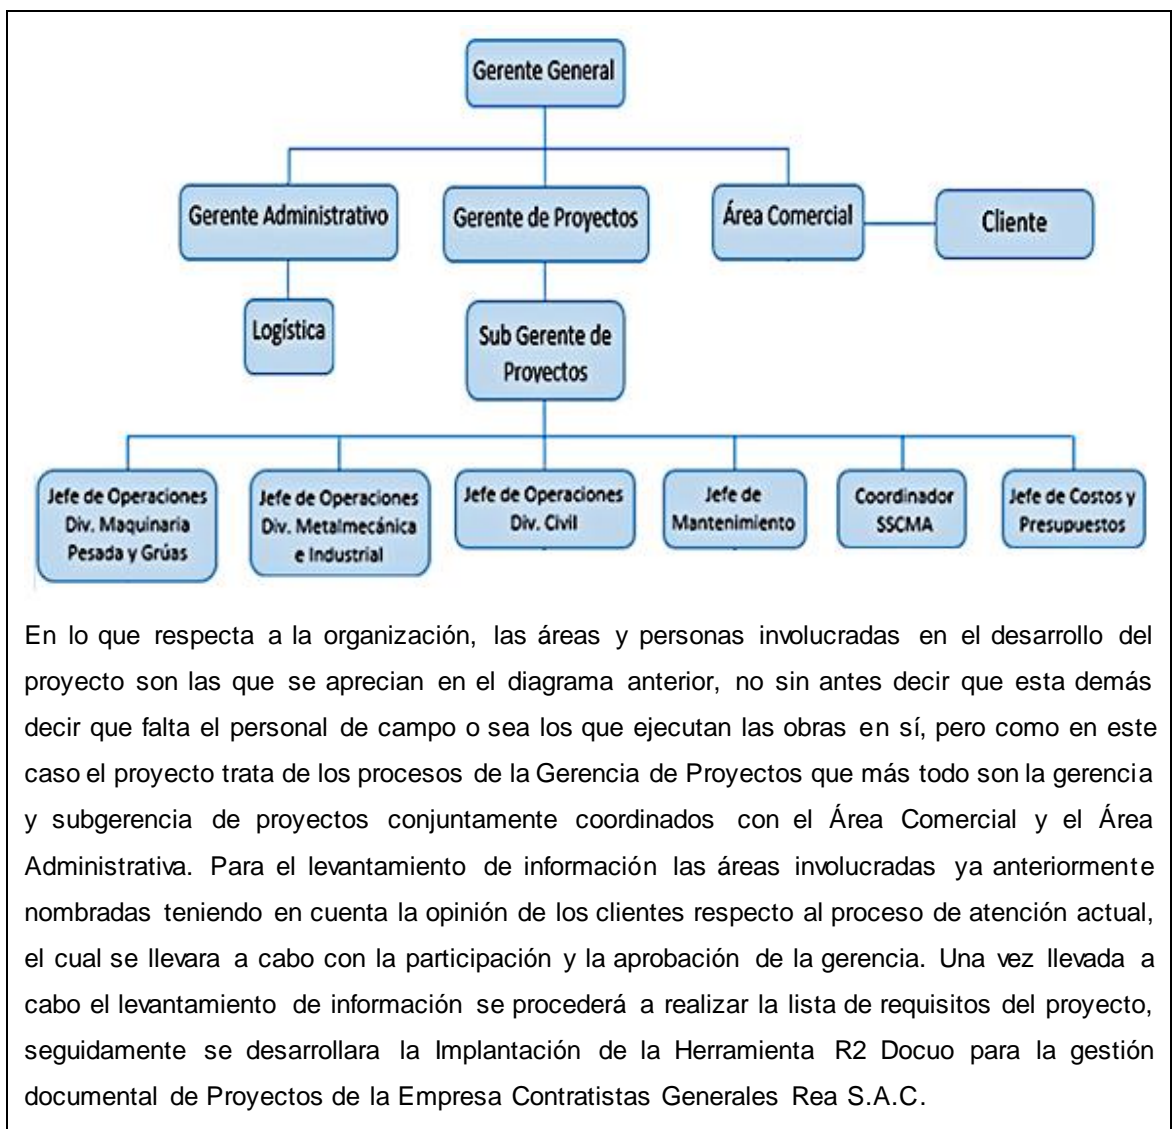 Gerente General
Gerente Administrativo
Gerente de Proyectos
Área Comercial
Cliente
Logística
Sub Gerente de
Proyectos
Jefe de Operaciones
Div. Maquinaria
Pesada y Grúas
Jefe de Operaciones
Div. Metalmecánica
e Industrial
Jefe de Operaciones
Div. Civil
Jefe de
Mantenimiento
Coordinador
SSCMA
Jefe de Costos y
Presupuestos
En lo que respecta a la organización, las áreas y personas involucradas en el desarrollo del
proyecto son las que se aprecian en el diagrama anterior, no sin antes decir que esta demás
decir que falta el personal de campo o sea los que ejecutan las obras en sí, pero como en este
caso el proyecto trata de los procesos de la Gerencia de Proyectos que más todo son la gerencia
y subgerencia de proyectos conjuntamente coordinados con el Área Comercial y el Área
Administrativa. Para el levantamiento de información las áreas involucradas ya anteriormente
nombradas teniendo en cuenta la opinión de los clientes respecto al proceso de atención actual,
el cual se llevara a cabo con la participación y la aprobación de la gerencia. Una vez llevada a
cabo el levantamiento de información se procederá a realizar la lista de requisitos del proyecto,
seguidamente se desarrollara la Implantación de la Herramienta R2 Docuo para la gestión
documental de Proyectos de la Empresa Contratistas Generales Rea S.A.C.